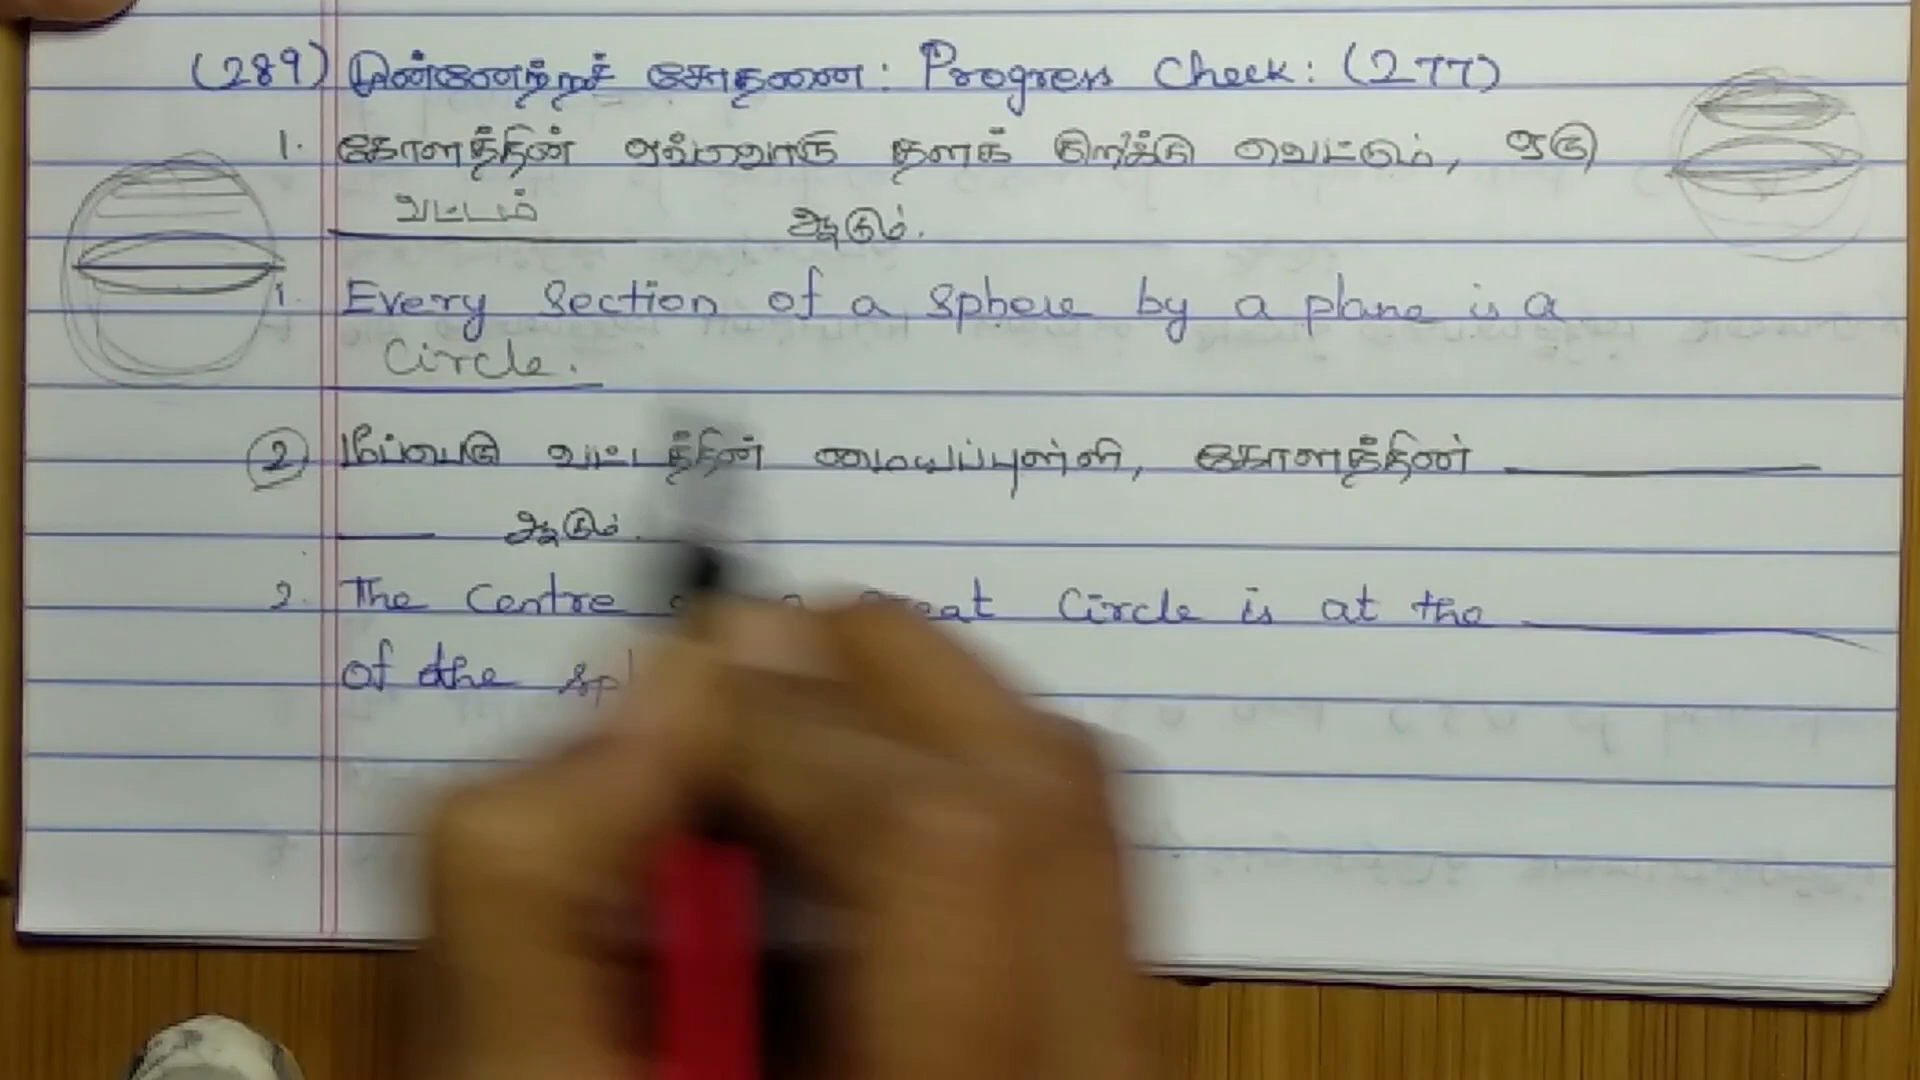 (289) முன்னேற்றச் சோதனை: Progress Check: (277)
1. கோளத்தின் ஒவ்வொரு தளக் குறுக்கு வெட்டும், ஒரு
வட்டம் ஆகும்.
1. Every section of a sphere by a plane is a
Circle.
2 மீப்பெரு வட்டத்தின் மையப்புள்ளி, கோளத்தின்
ஆகும்.
2. The Centre Circle is at the
of the